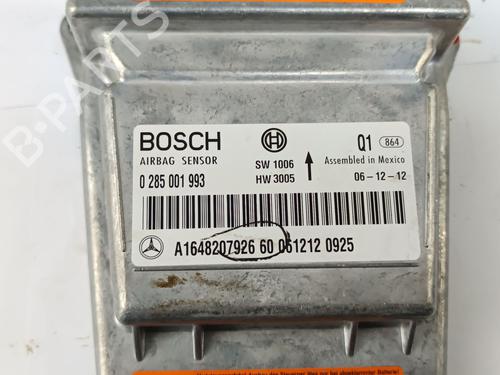 B-PARTS
BOSCH
AIRBAG SENSOR
0 285 001 993
SW 1006
HW 3005
Q1 864
Assembled in Mexico
06-12-12
A1648207926 60 061212 0925